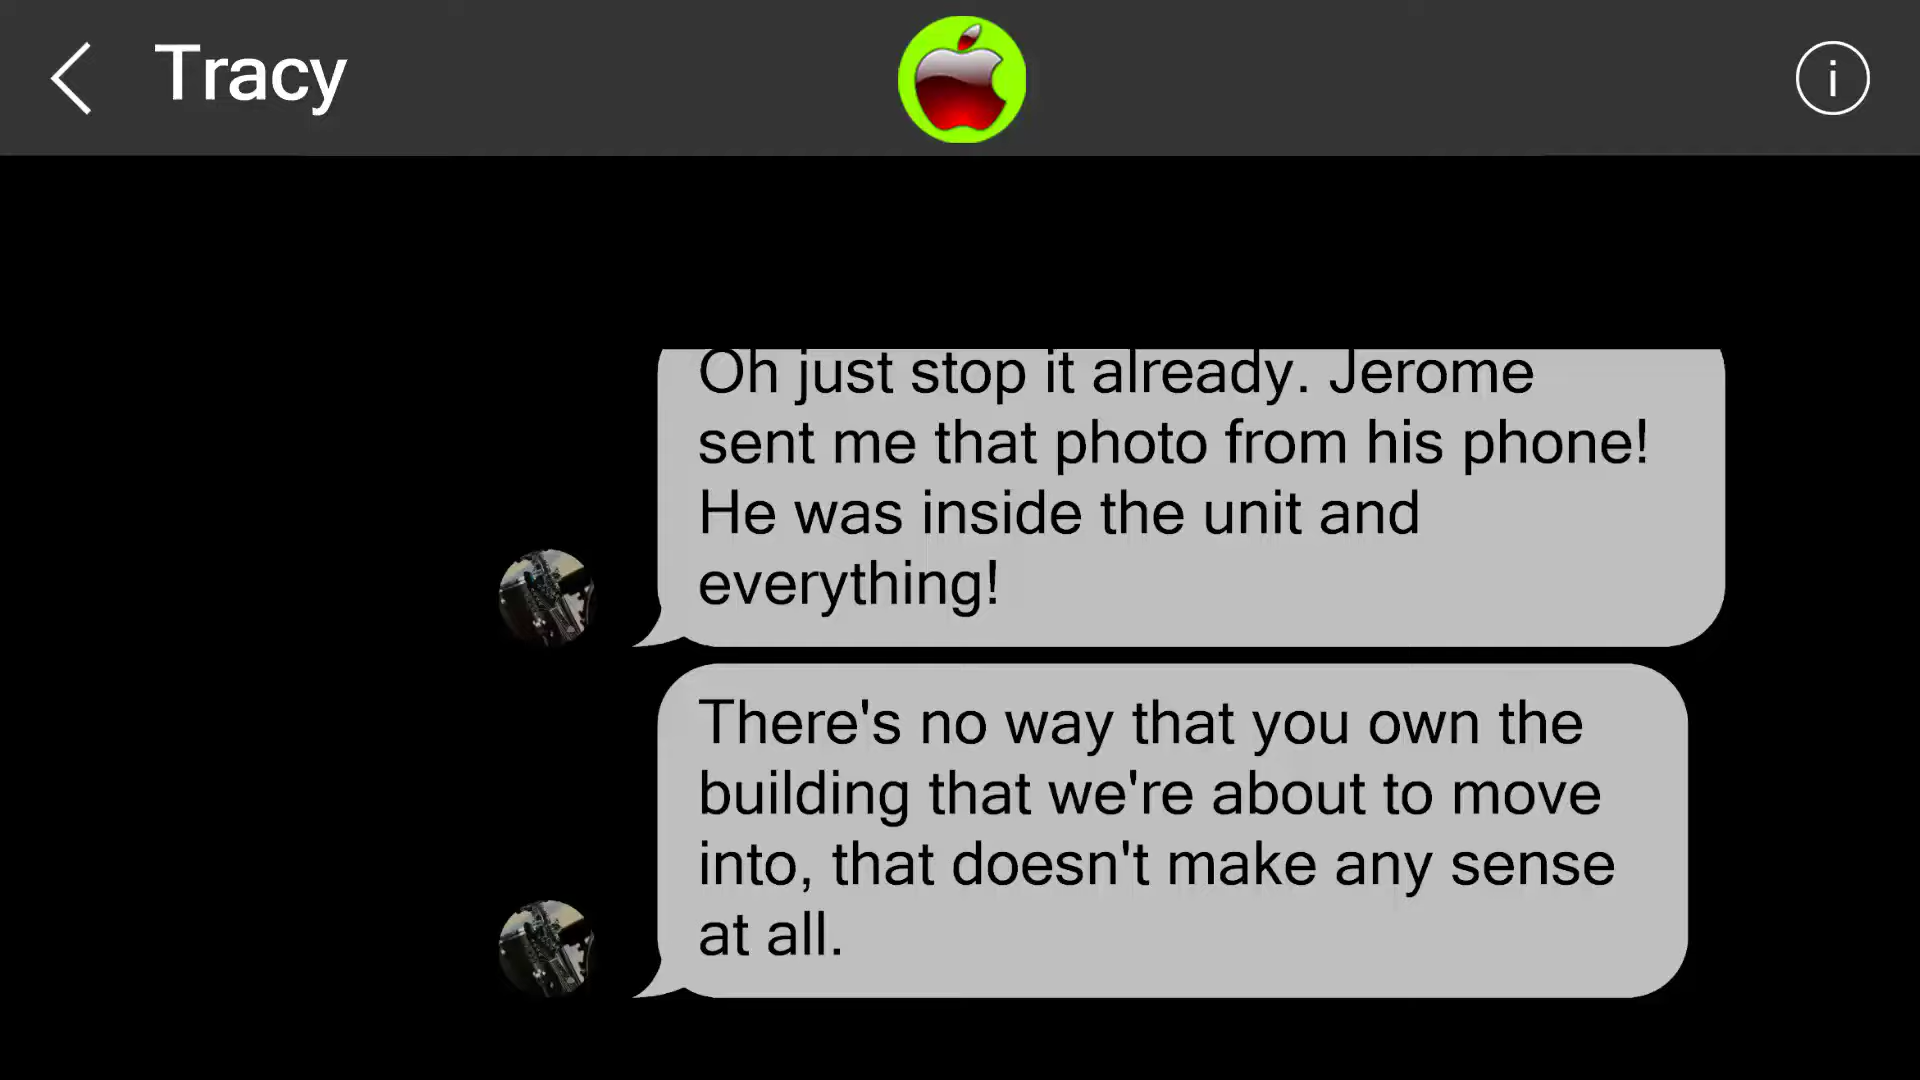 Tracy
i
Oh just stop it already. Jerome
sent me that photo from his phone!
He was inside the unit and
everything!
There's no way that you own the
building that we're about to move
into, that doesn't make any sense
at all.